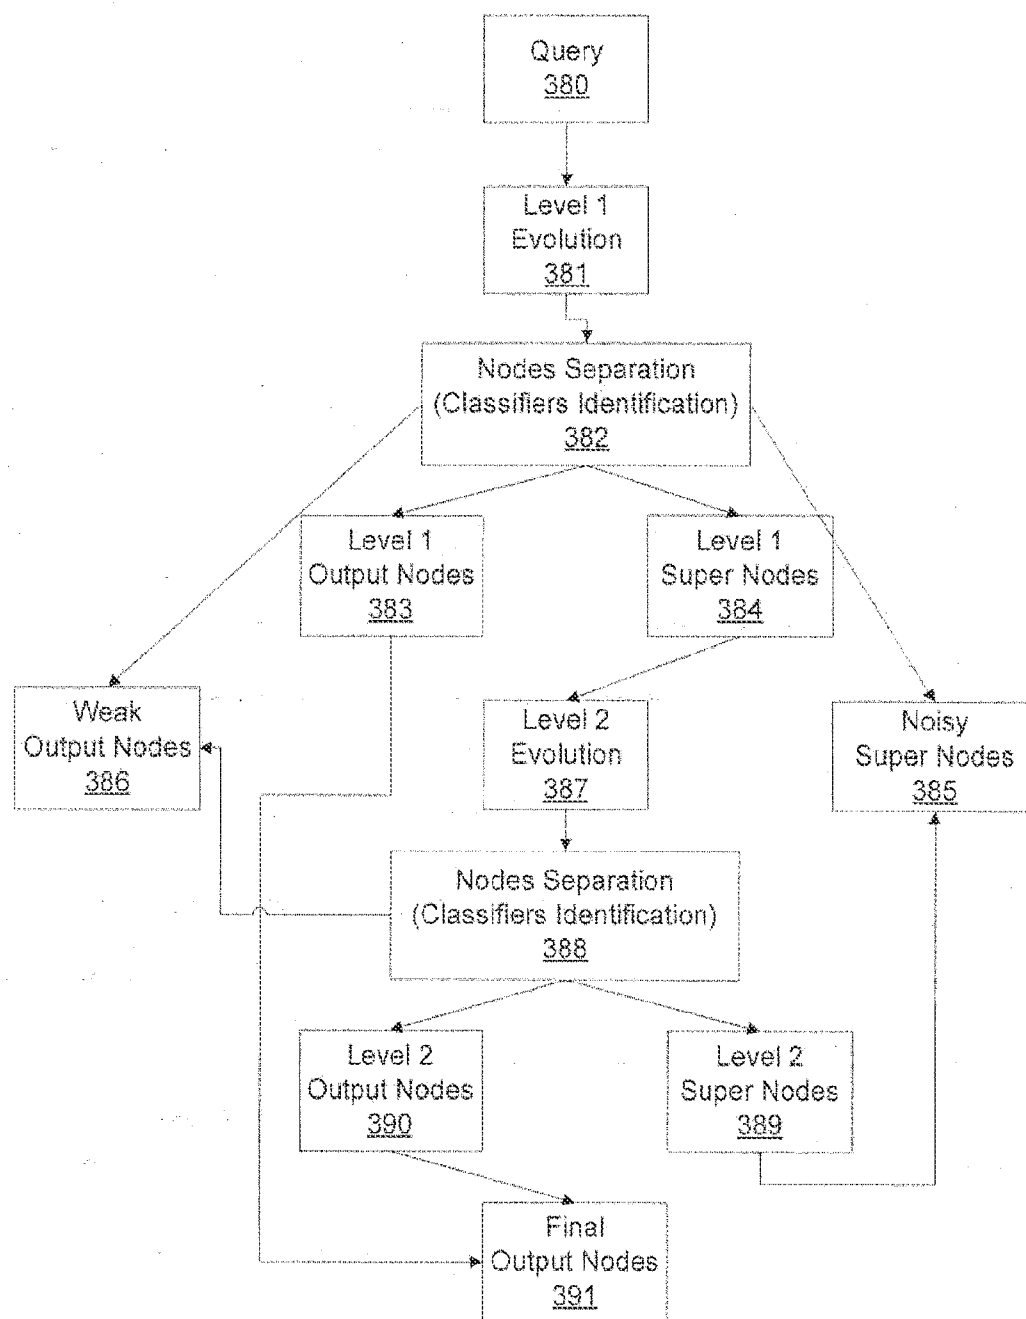 Query
380
Level 1
Evolution
381
Nodes Separation
(Classifiers Identification)
382
Level 1
Output Nodes
383
Level 1
Super Nodes
384
Weak
Output Nodes
386
Level 2
Evolution
387
Noisy
Super Nodes
385
Nodes Separation
(Classifiers Identification)
388
Level 2
Output Nodes
390
Level 2
Super Nodes
389
Final
Output Nodes
391